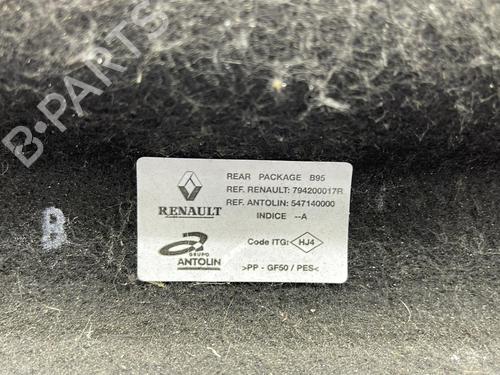 B-PARTS
B
REAR PACKAGE B95
REF. RENAULT: 794200017R
REF. ANTOLIN: 547140000
INDICE --A
RENAULT
Code ITG: HJ4
GRUPO
ANTOLIN
>PP - GF50 / PES<